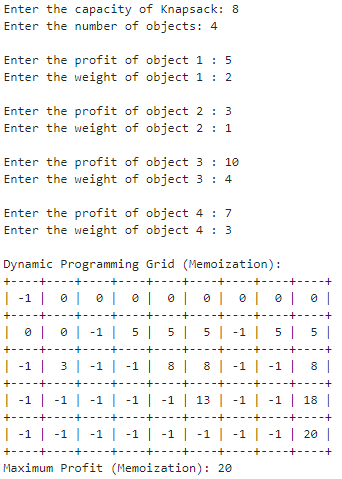 Enter the capacity of Knapsack: 8
Enter the number of objects: 4
Enter the profit of object 1 : 5
Enter the weight of object 1 : 2
Enter the profit of object 2 : 3
Enter the weight of object 2 : 1
Enter the profit of object 3 : 10
Enter the weight of object 3 : 4
Enter the profit of object 4 : 7
Enter the weight of object 4 : 3
Dynamic Programming Grid (Memoization):
+----+----+----+----+----+----+----+----+----+
| -1 |  0 |  0 |  0 |  0 |  0 |  0 |  0 |  0 |
+----+----+----+----+----+----+----+----+----+
|  0 |  0 | -1 |  5 |  5 |  5 | -1 |  5 |  5 |
+----+----+----+----+----+----+----+----+----+
| -1 |  3 | -1 | -1 |  8 |  8 | -1 | -1 |  8 |
+----+----+----+----+----+----+----+----+----+
| -1 | -1 | -1 | -1 | -1 | 13 | -1 | -1 | 18 |
+----+----+----+----+----+----+----+----+----+
| -1 | -1 | -1 | -1 | -1 | -1 | -1 | -1 | 20 |
+----+----+----+----+----+----+----+----+----+
Maximum Profit (Memoization): 20